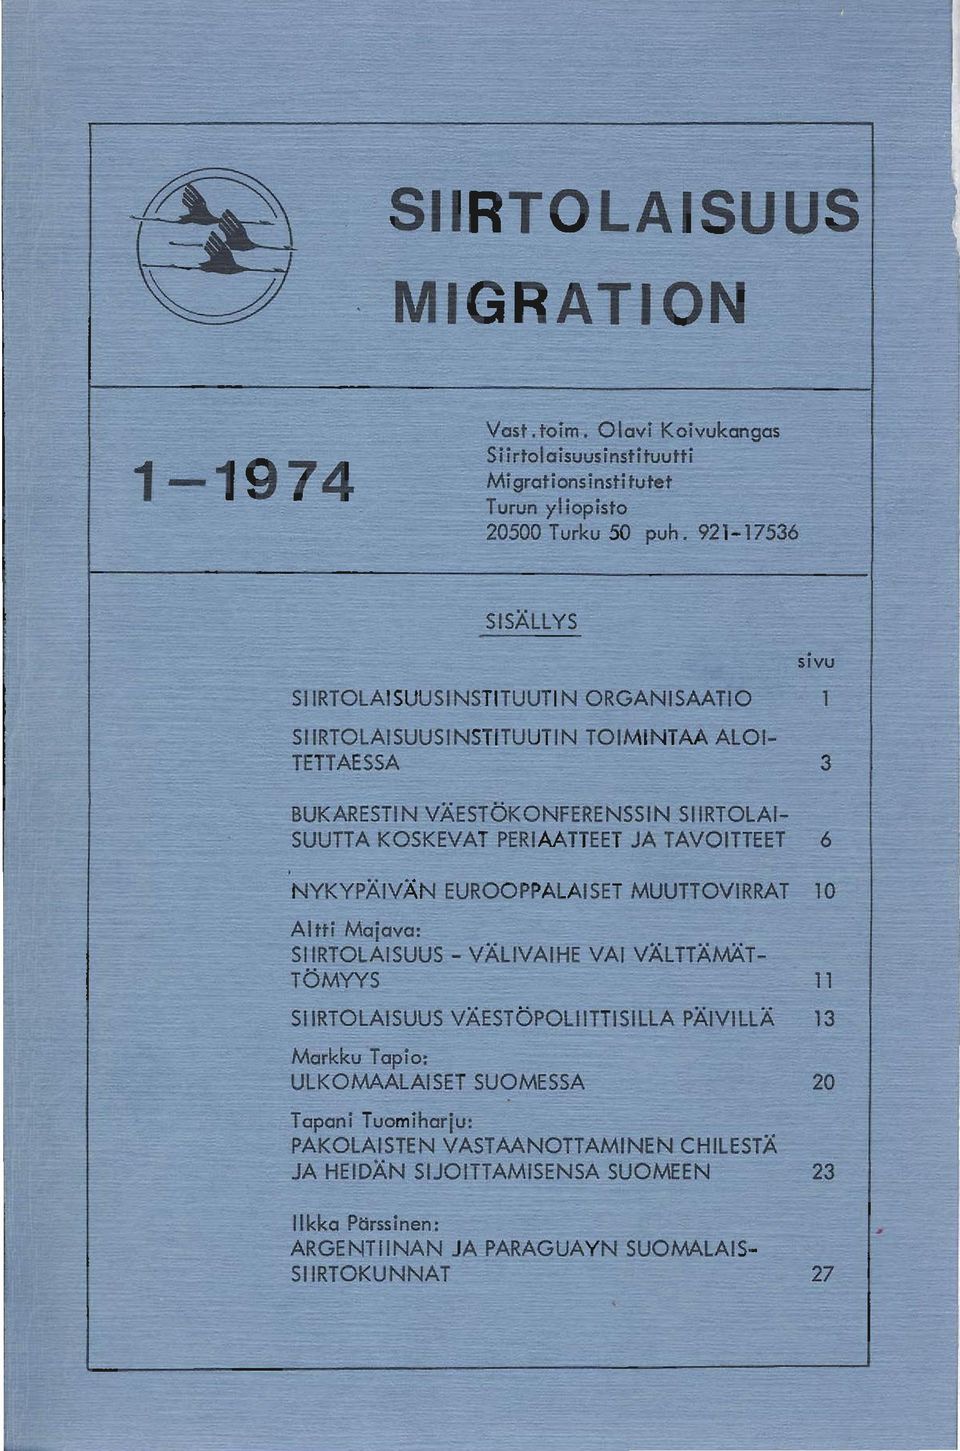 SIIRTOLAISUUS
MIGRATION
1-1974
Vast.toim. Olavi Koivukangas
Siirtolaisuusinstituutti
Migrationsinstitutet
Turun yliopisto
20500 Turku 50 puh. 921-17536
SISÄLLYS
sivu
SIIRTOLAISUUSINSTITUUTIN ORGANISAATIO 1
SIIRTOLAISUUSINSTITUUTIN TOIMINTAA ALOI-
TETTAESSA 3
BUKARESTIN VÄESTÖKONFERENSSIN SIIRTOLAI-
SUUTTA KOSKEVAT PERIAATTEET JA TAVOITTEET 6
NYKYPÄIVÄN EUROOPPALAISET MUUTTOVIRRAT 10
Altti Majava:
SIIRTOLAISUUS - VÄLIVAIHE VAI VÄLTTÄMÄT-
TÖMYYS 11
SIIRTOLAISUUS VÄESTÖPOLIITTISILLA PÄIVILLÄ 13
Markku Tapio:
ULKOMAALAISET SUOMESSA 20
Tapani Tuomiharju:
PAKOLAISTEN VASTAANOTTAMINEN CHILESTÄ
JA HEIDÄN SIJOITTAMISENSA SUOMEEN 23
Ilkka Pärssinen:
ARGENTIINAN JA PARAGUAYN SUOMALAIS-
SIIRTOKUNNAT 27